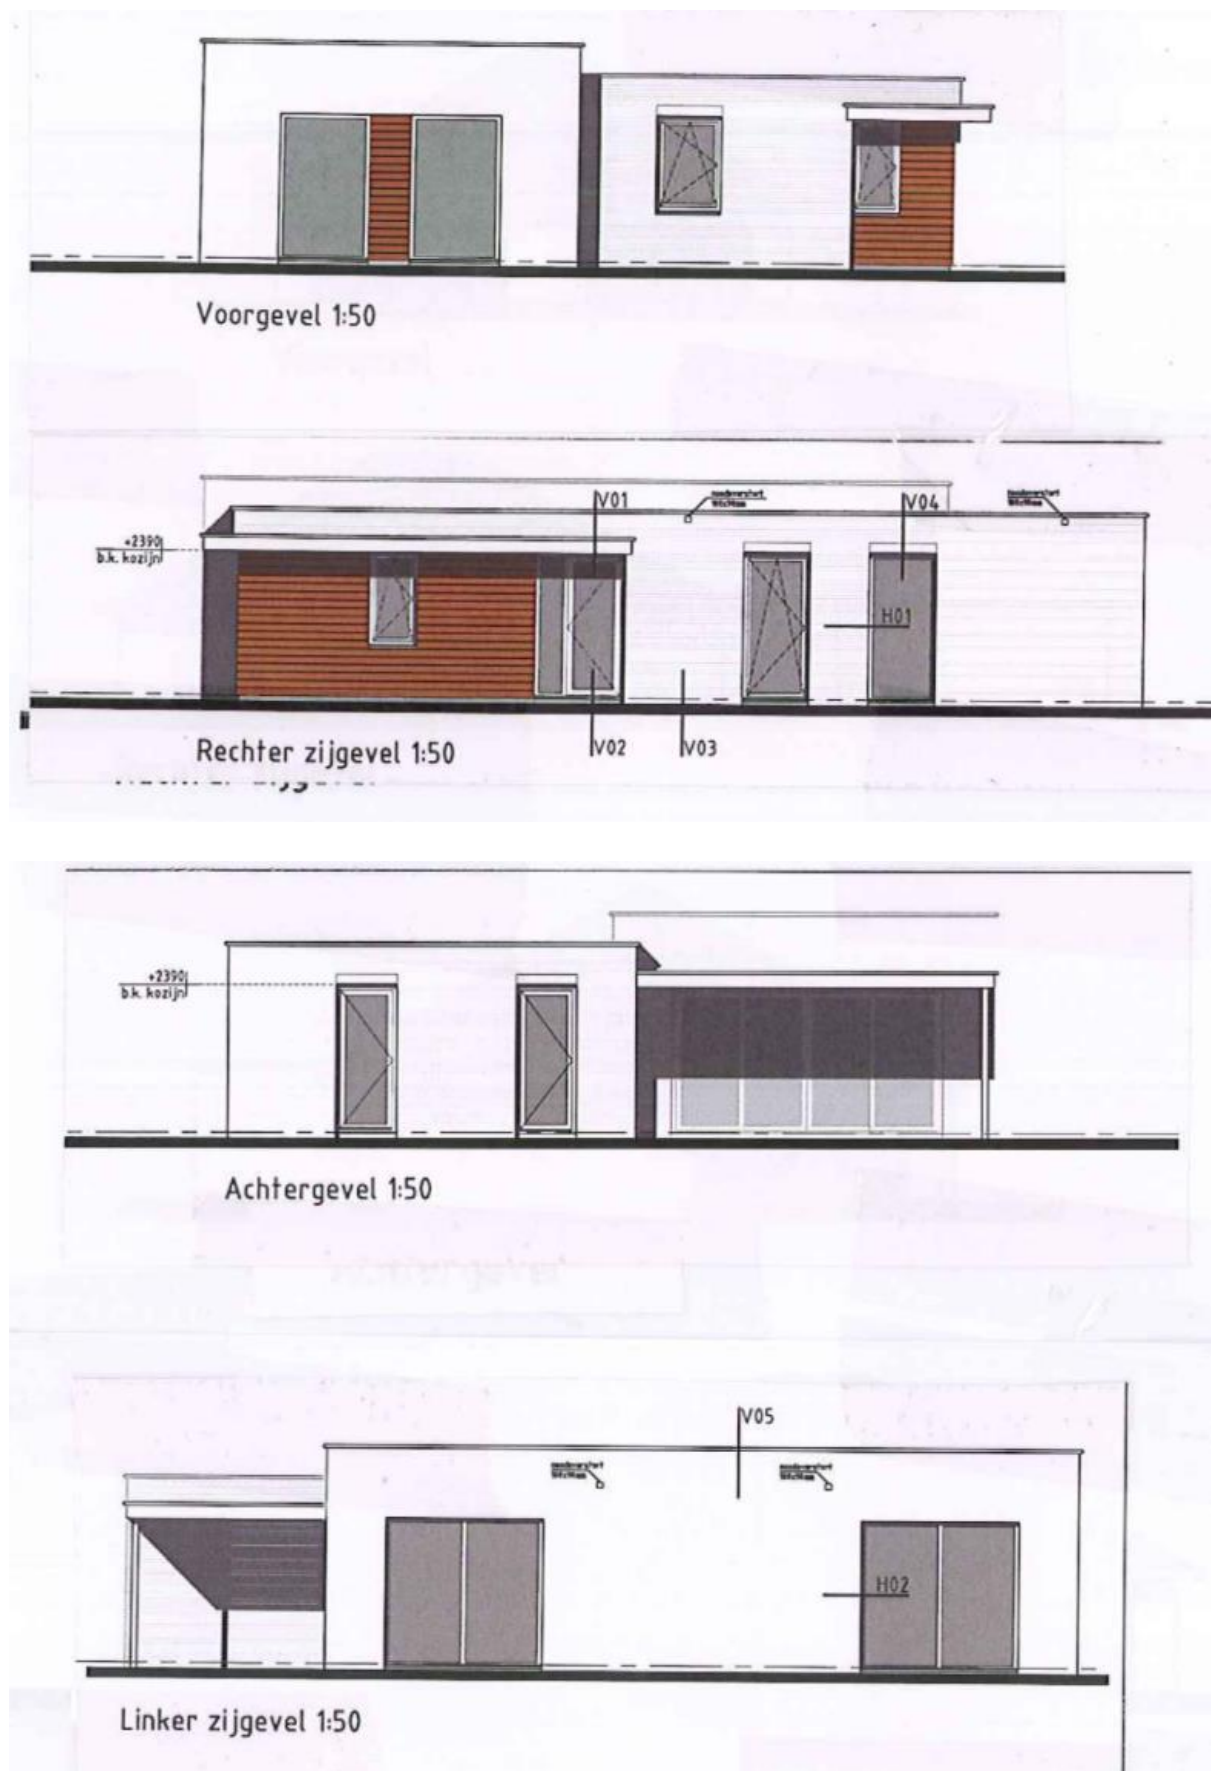 Voorgevel 1:50
V01
V04
+2390
b.k. kozijn
H01
V02
V03
Rechter zijgevel 1:50
+2390
b.k. kozijn
Achtergevel 1:50
V05
H02
Linker zijgevel 1:50